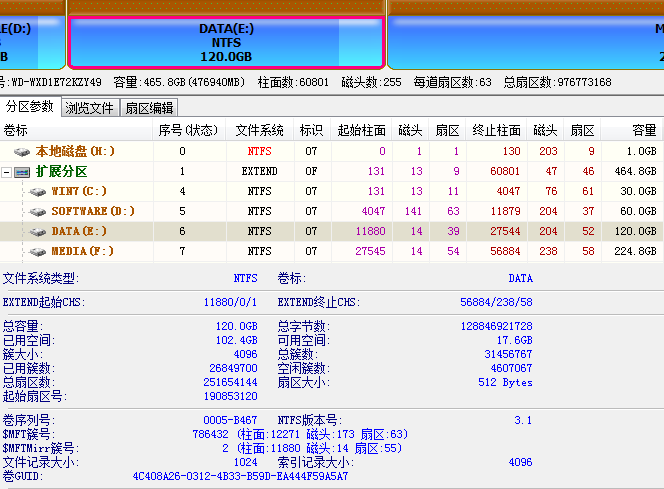 E(D:) DATA(E:) M
S NTFS
B 120.0GB 2
号:WD-WXD1E72KZY49 容量:465.8GB(476940MB) 柱面数:60801 磁头数:255 每道扇区数:63 总扇区数:976773168
分区参数 浏览文件 扇区编辑
卷标 序号(状态) 文件系统 标识 起始柱面 磁头 扇区 终止柱面 磁头 扇区 容量
本地磁盘(H:) 0 NTFS 07 0 1 1 130 203 9 1.0GB
扩展分区 1 EXTEND 0F 131 13 9 60801 47 46 464.8GB
WIN7(C:) 4 NTFS 07 131 13 11 4047 76 61 30.0GB
SOFTWARE(D:) 5 NTFS 07 4047 141 63 11879 204 37 60.0GB
DATA(E:) 6 NTFS 07 11880 14 39 27544 204 52 120.0GB
MEDIA(F:) 7 NTFS 07 27545 14 54 56884 238 58 224.8GB
文件系统类型: NTFS 卷标: DATA
EXTEND起始CHS: 11880/0/1 EXTEND终止CHS: 56884/238/58
总容量: 120.0GB 总字节数: 128846921728
已用空间: 102.4GB 可用空间: 17.6GB
簇大小: 4096 总簇数: 31456767
已用簇数: 26849700 空闲簇数: 4607067
总扇区数: 251654144 扇区大小: 512 Bytes
起始扇区号: 190853120
卷序列号: 0005-B467 NTFS版本号: 3.1
$MFT簇号: 786432 (柱面:12271 磁头:173 扇区:63)
$MFTMirr簇号: 2 (柱面:11880 磁头:14 扇区:55)
文件记录大小: 1024 索引记录大小: 4096
卷GUID: 4C408A26-0312-4B33-B59D-EA444F59A5A7